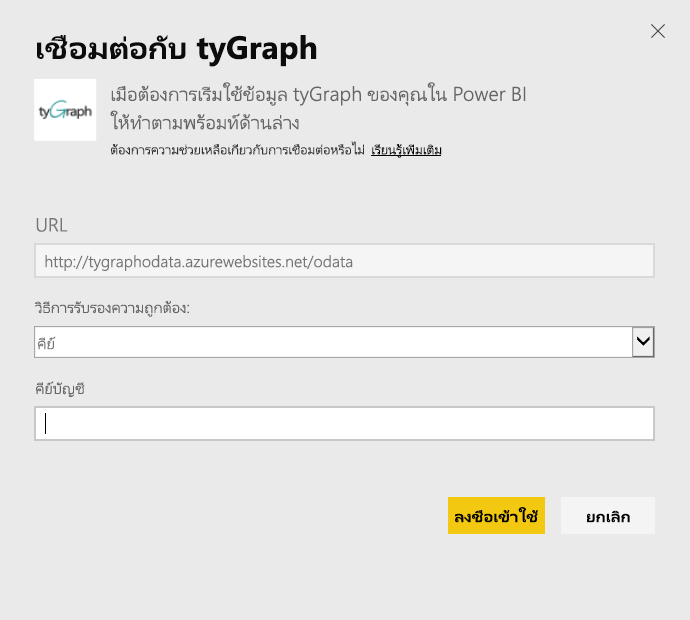 เชื่อมต่อกับ tyGraph
tyGraph
เมื่อต้องการเริ่มใช้ข้อมูล tyGraph ของคุณใน Power BI
ให้ทำตามพร้อมท์ด้านล่าง
ต้องการความช่วยเหลือเกี่ยวกับการเชื่อมต่อหรือไม่ เรียนรู้เพิ่มเติม
URL
http://tygraphodata.azurewebsites.net/odata
วิธีการรับรองความถูกต้อง:
คีย์
คีย์บัญชี
ลงชื่อเข้าใช้ ยกเลิก